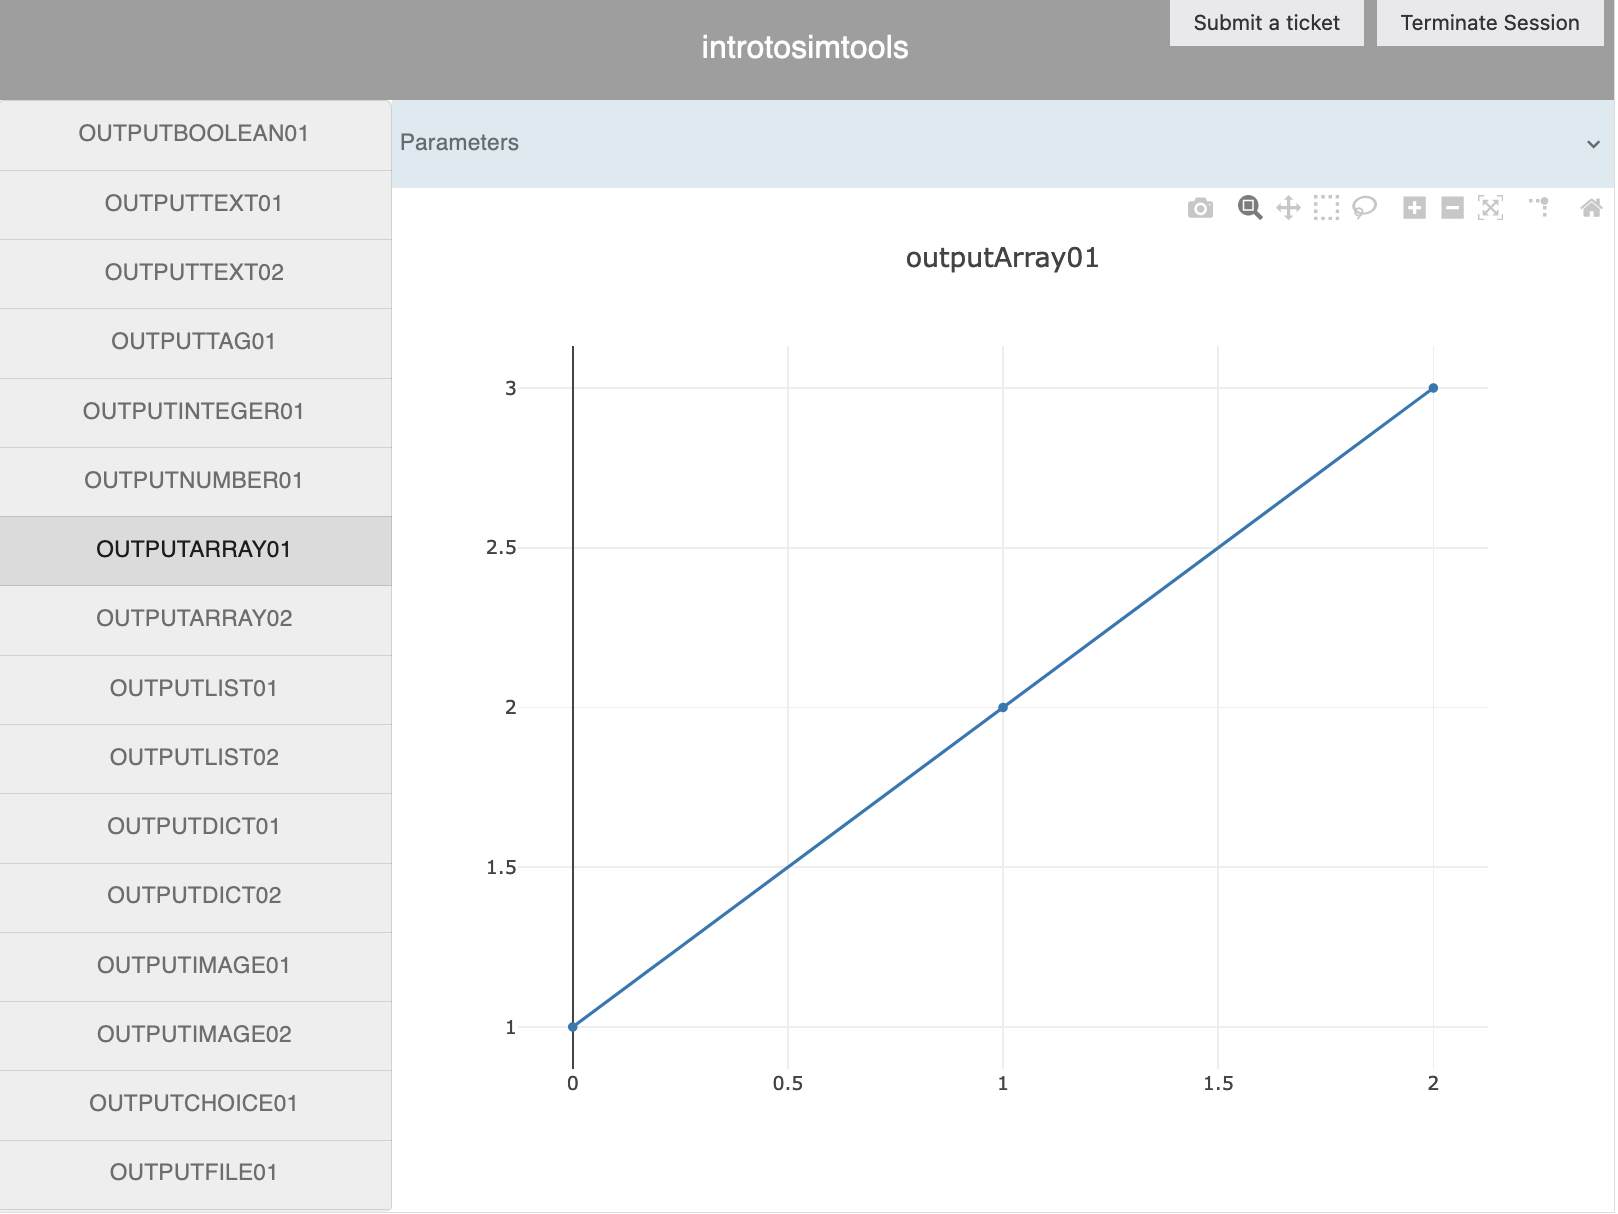 introtosimtools
Submit a ticket
Terminate Session
OUTPUTBOOLEAN01
OUTPUTTEXT01
OUTPUTTEXT02
OUTPUTTAG01
OUTPUTINTEGER01
OUTPUTNUMBER01
OUTPUTARRAY01
OUTPUTARRAY02
OUTPUTLIST01
OUTPUTLIST02
OUTPUTDICT01
OUTPUTDICT02
OUTPUTIMAGE01
OUTPUTIMAGE02
OUTPUTCHOICE01
OUTPUTFILE01
Parameters
outputArray01
3
2.5
2
1.5
1
0
0.5
1
1.5
2